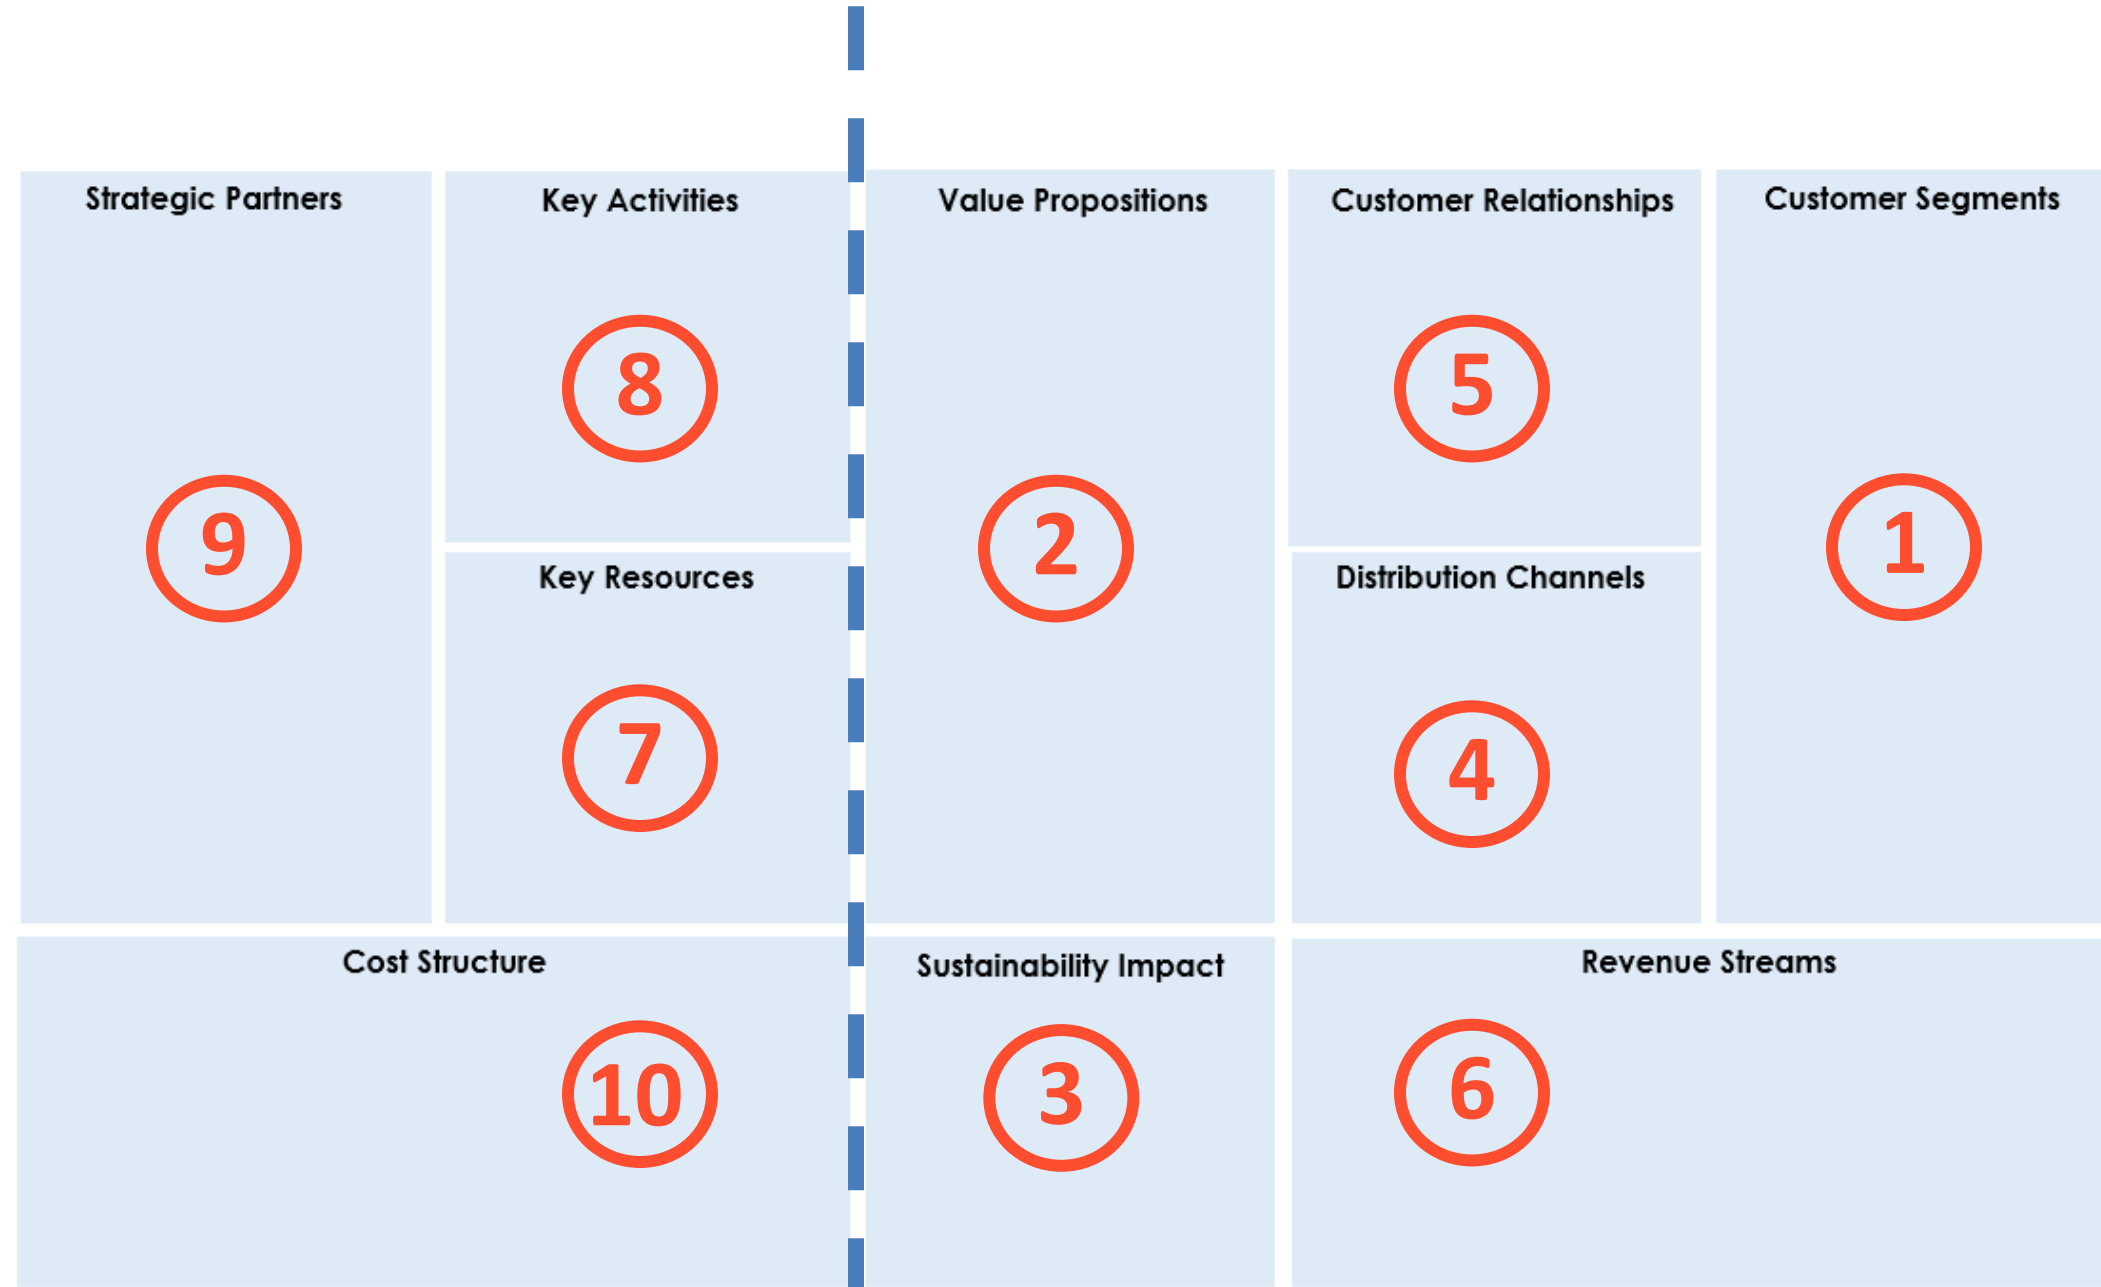 Strategic Partners
9
Key Activities
8
Key Resources
7
Value Propositions
2
Customer Relationships
5
Distribution Channels
4
Customer Segments
1
Cost Structure
10
Sustainability Impact
3
Revenue Streams
6